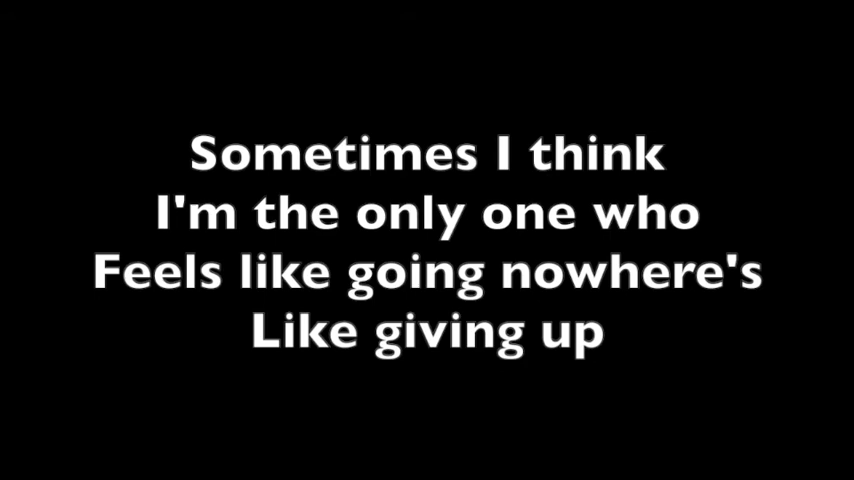 Sometimes I think
I'm the only one who
Feels like going nowhere's
Like giving up